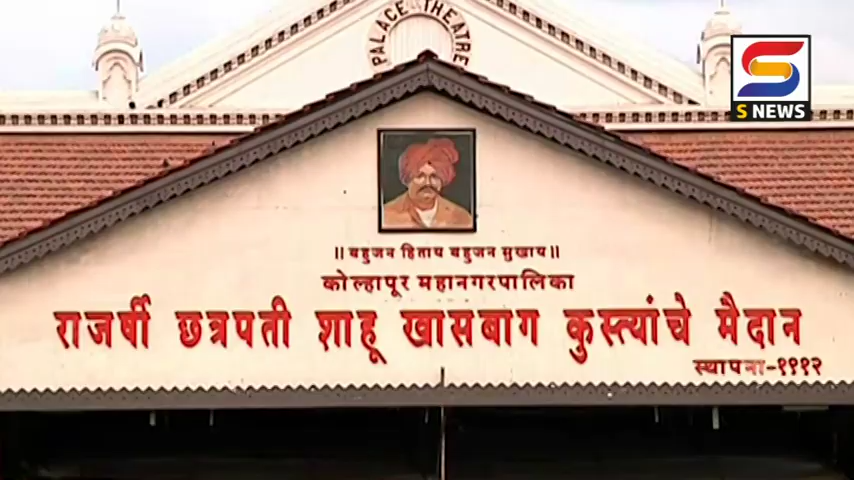 PALACE THEATRE
S NEWS
॥ बहुजन हिताय बहुजन सुखाय॥
कोल्हापूर महानगरपालिका
राजर्षी छत्रपती शाहू खासबाग कुस्त्यांचे मैदान
स्थापना-१९१२